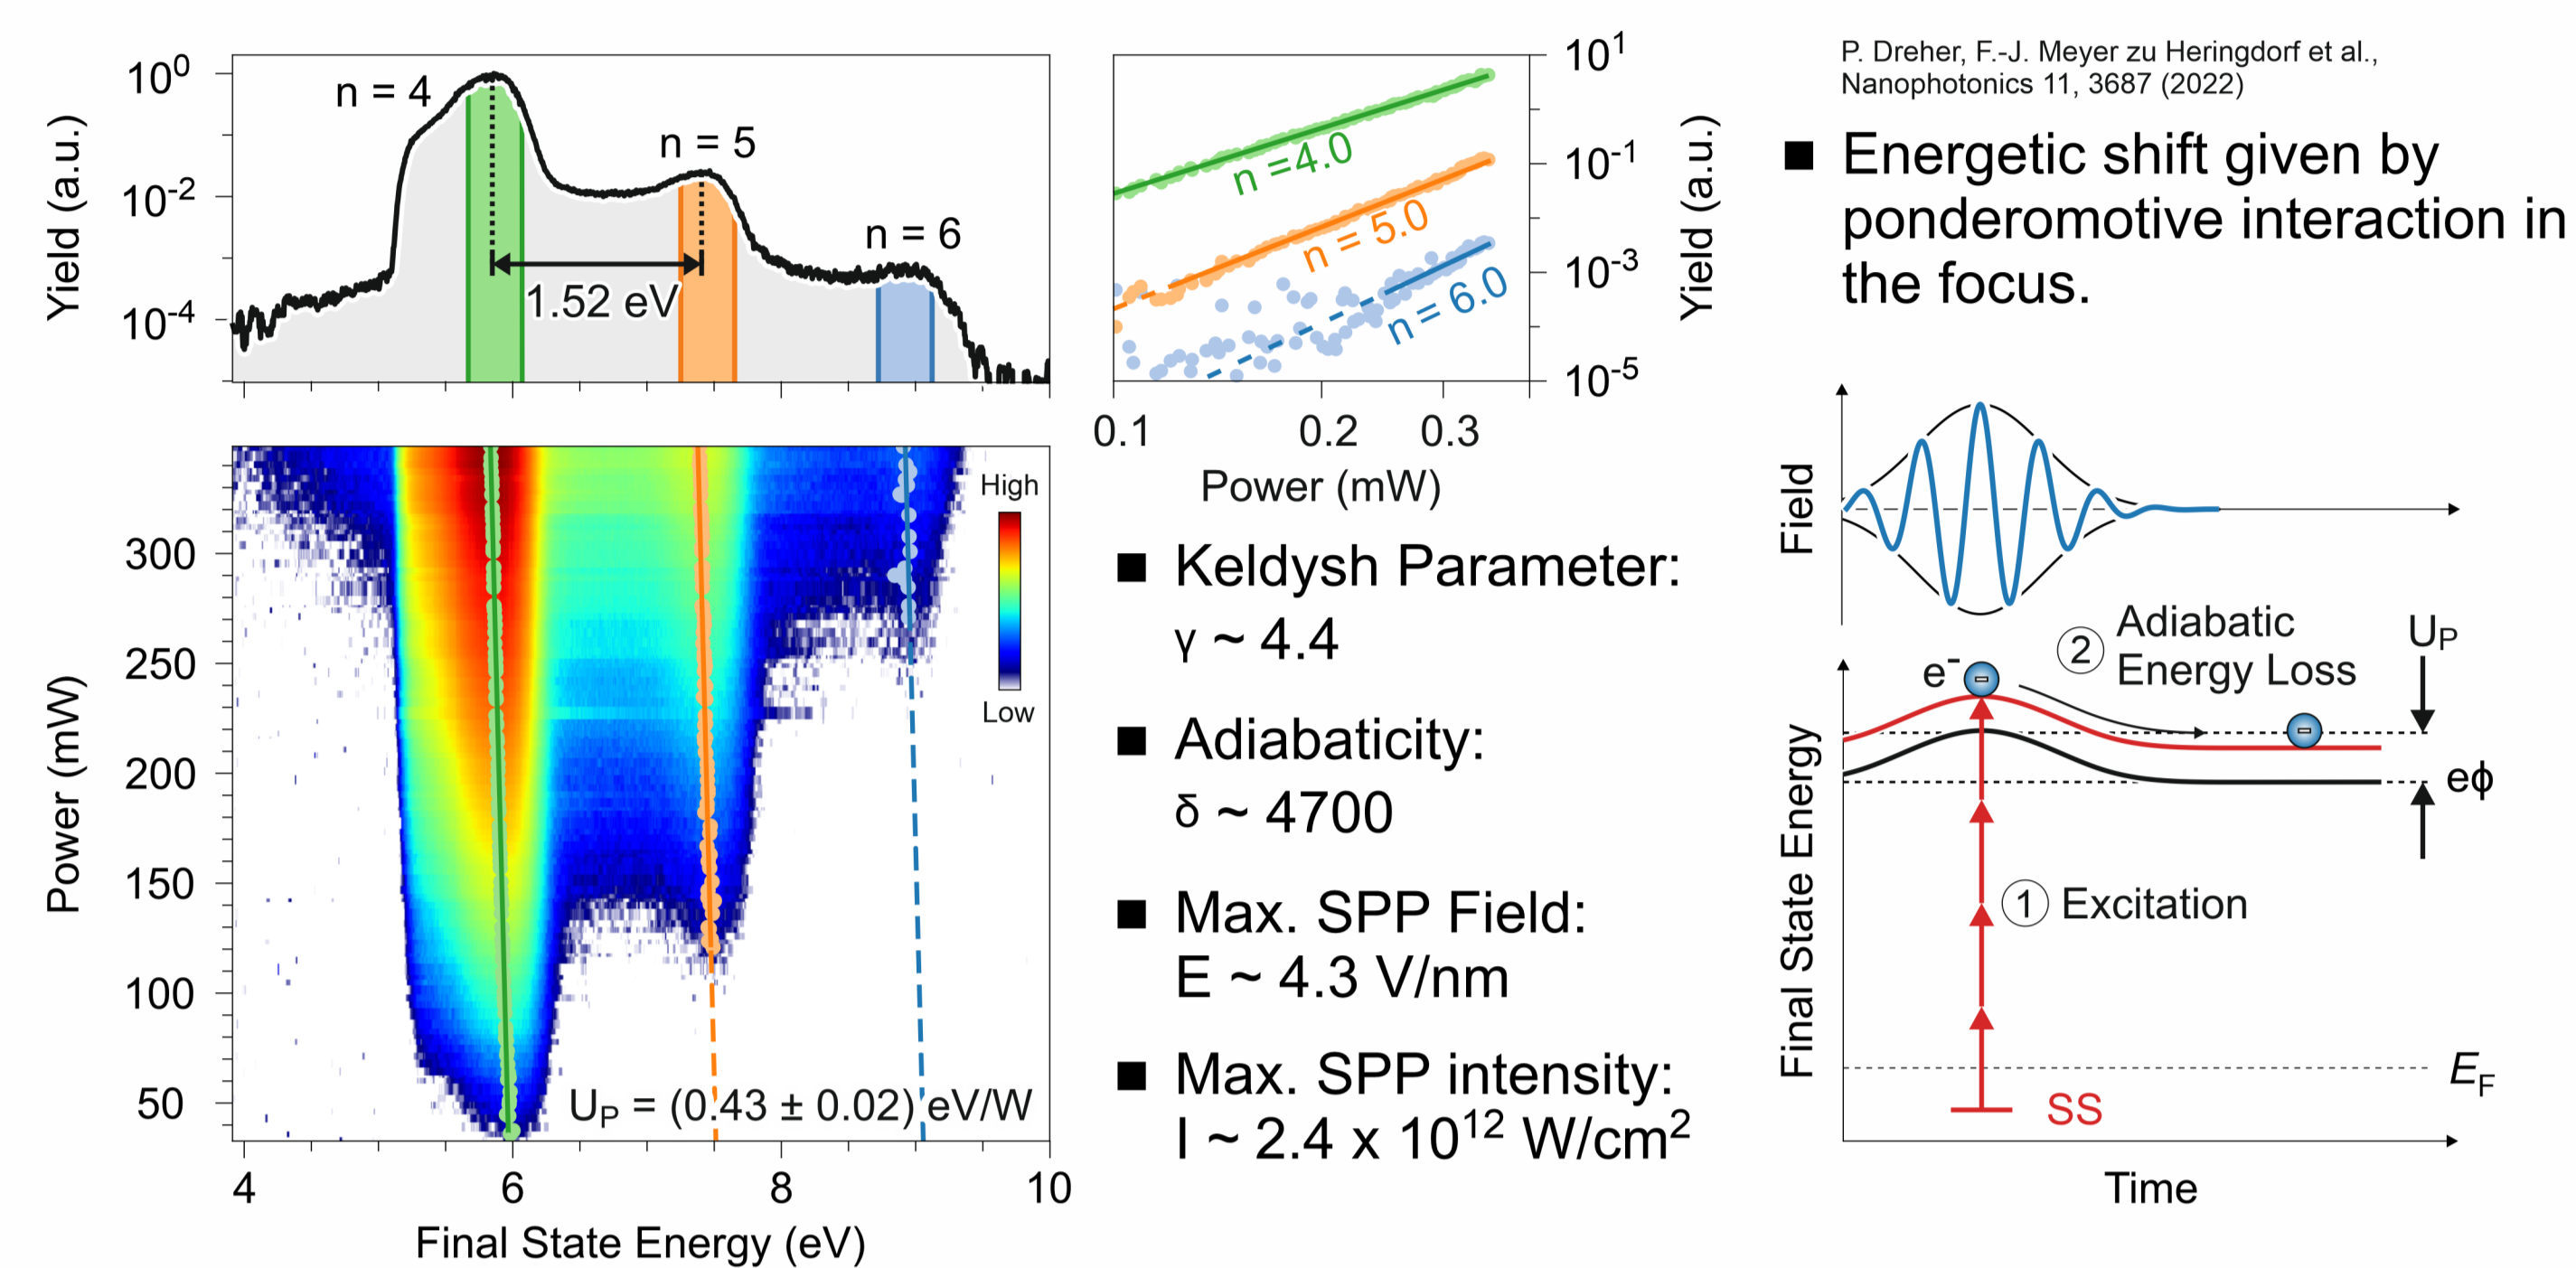 10⁰
10⁻²
10⁻⁴
Yield (a.u.)
n = 4
n = 5
n = 6
1.52 eV
10¹
10⁻¹
10⁻³
10⁻⁵
Yield (a.u.)
n =4.0
n = 5.0
n = 6.0
0.1
0.2
0.3
Power (mW)
High
Low
300
250
200
150
100
50
Power (mW)
U_P = (0.43 ± 0.02) eV/W
4
6
8
10
Final State Energy (eV)
■ Keldysh Parameter:
γ ~ 4.4
■ Adiabaticity:
δ ~ 4700
■ Max. SPP Field:
E ~ 4.3 V/nm
■ Max. SPP intensity:
I ~ 2.4 x 10¹² W/cm²
P. Dreher, F.-J. Meyer zu Heringdorf et al.,
Nanophotonics 11, 3687 (2022)
■ Energetic shift given by
ponderomotive interaction in
the focus.
Field
② Adiabatic
Energy Loss
U_P
e⁻
-
-
eϕ
① Excitation
Final State Energy
E_F
SS
Time